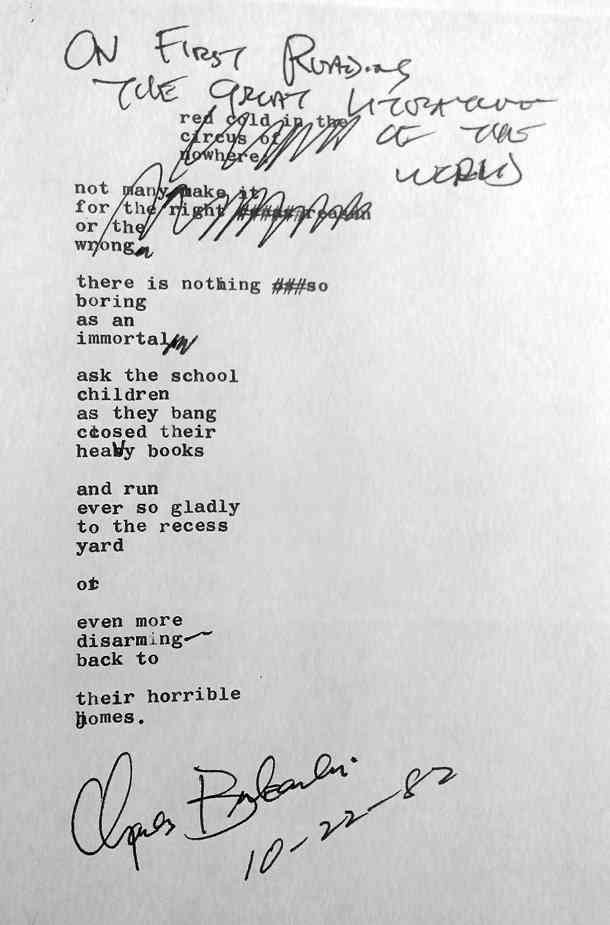 ON FIRST READING
THE GREAT LITERATURE
OF THE
WORLD
red cold in the
circus of
nowhere
not many make it
for the right ###### reason
or the
wrong
there is nothing ###so
boring
as an
immortal
ask the school
children
as they bang
closed their
heavy books
and run
ever so gladly
to the recess
yard
or
even more
disarming—
back to
their horrible
homes.
Charles Bukowski
10-22-82